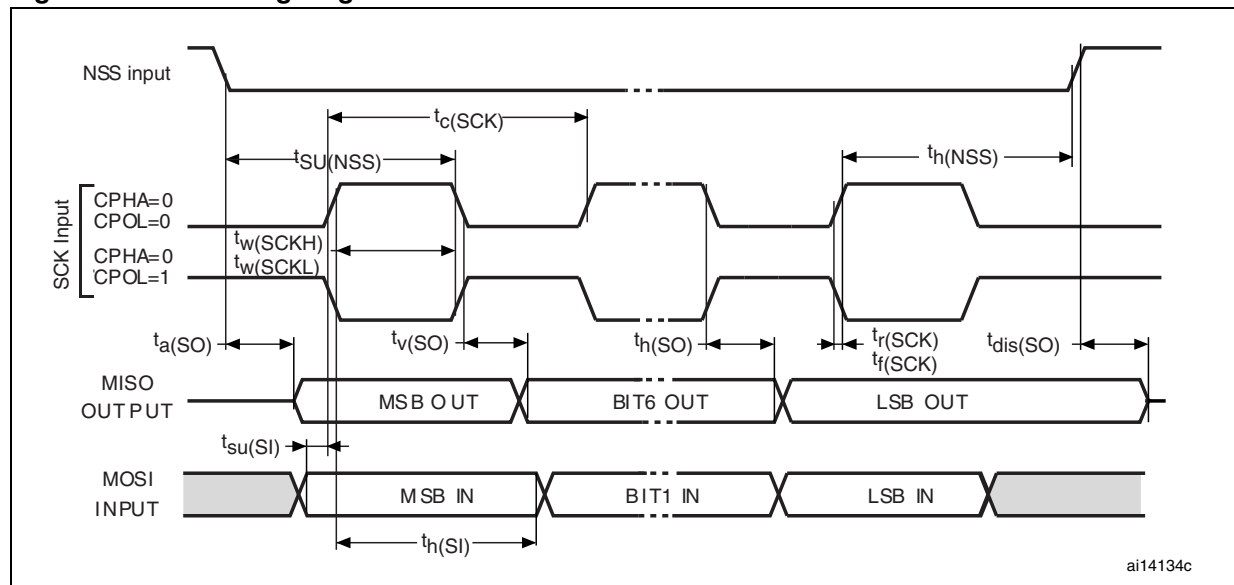 NSS input
tc(SCK)
tSU(NSS)
th(NSS)
SCK Input
CPHA=0
CPOL=0
tw(SCKH)
CPHA=0
tw(SCKL)
CPOL=1
ta(SO)
tv(SO)
th(SO)
tr(SCK)
tf(SCK)
tdis(SO)
MISO
OUTPUT
MSB OUT
BIT6 OUT
LSB OUT
tsu(SI)
MOSI
INPUT
MSB IN
BIT1 IN
LSB IN
th(SI)
ai14134c